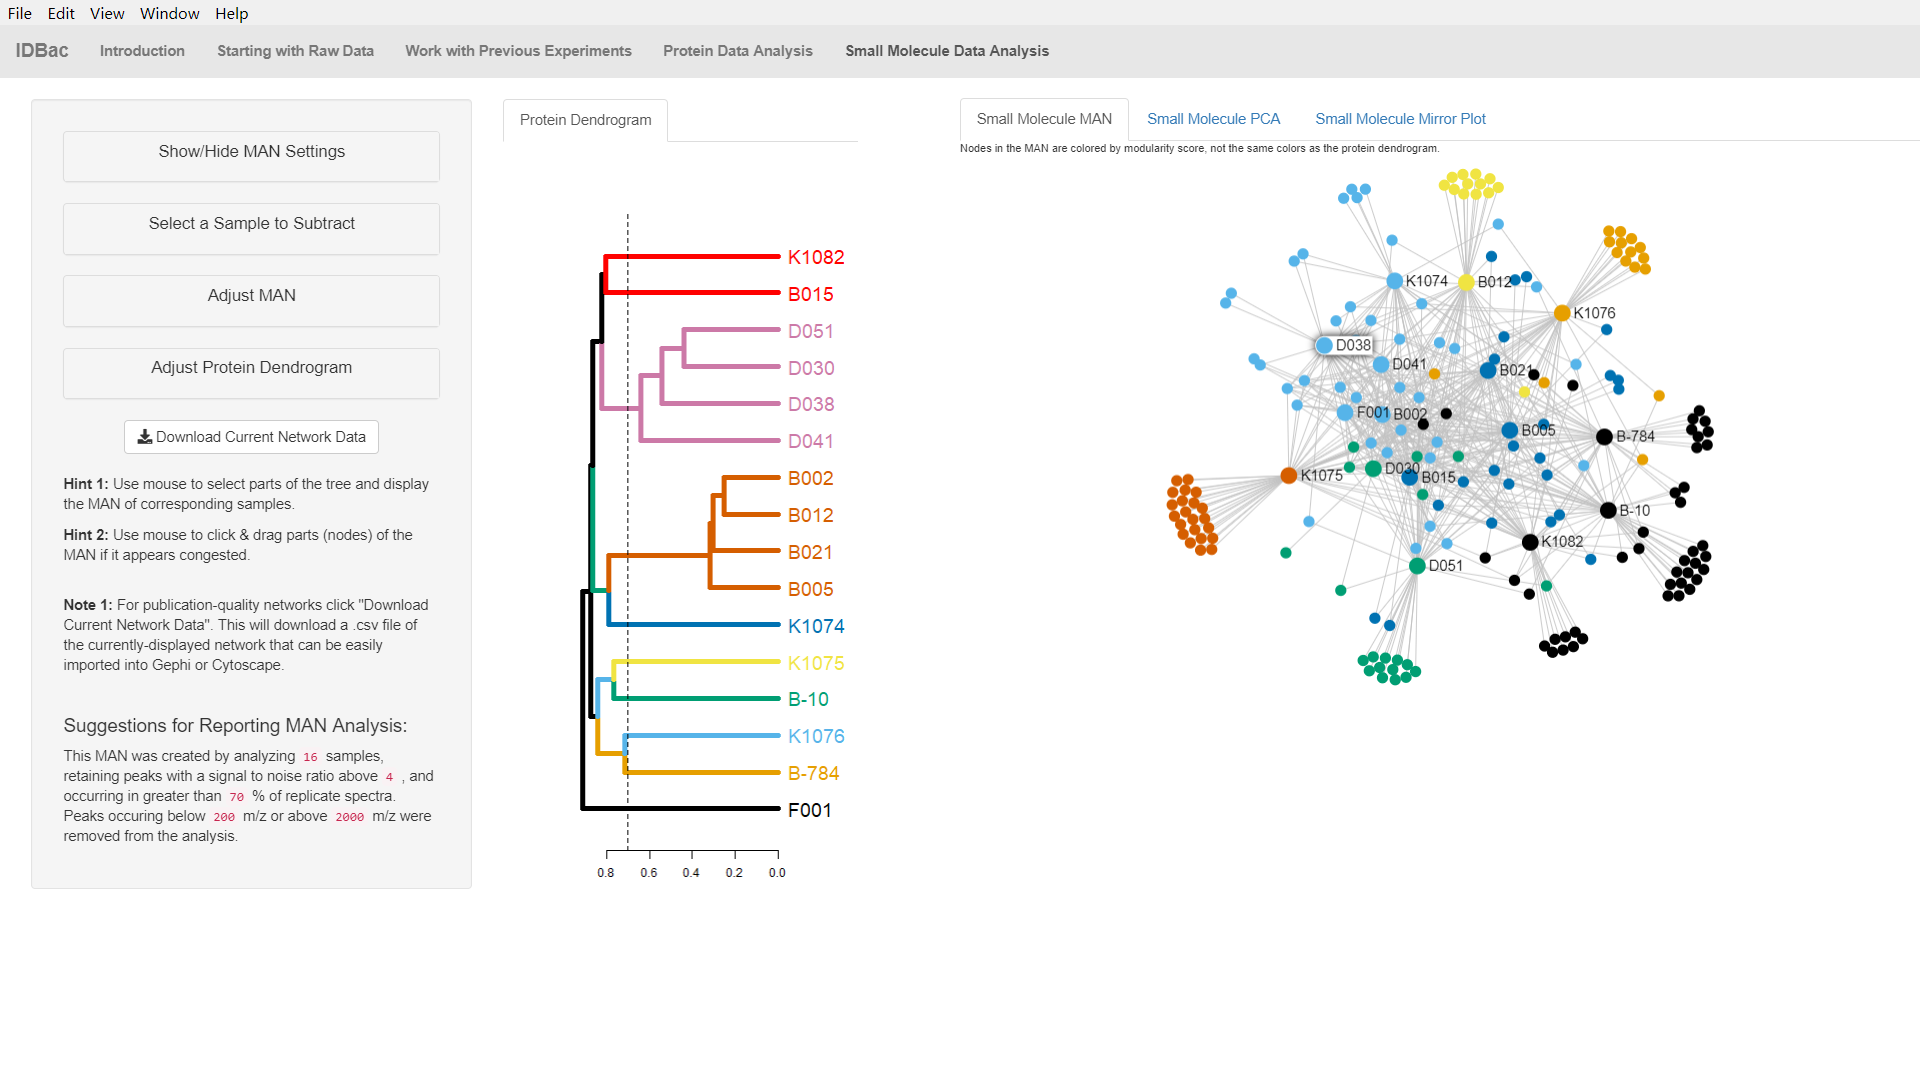 File Edit View Window Help
IDBac Introduction Starting with Raw Data Work with Previous Experiments Protein Data Analysis Small Molecule Data Analysis
Show/Hide MAN Settings
Select a Sample to Subtract
Adjust MAN
Adjust Protein Dendrogram
Download Current Network Data
Hint 1: Use mouse to select parts of the tree and display
the MAN of corresponding samples.
Hint 2: Use mouse to click & drag parts (nodes) of the
MAN if it appears congested.
Note 1: For publication-quality networks click "Download
Current Network Data". This will download a .csv file of
the currently-displayed network that can be easily
imported into Gephi or Cytoscape.
Suggestions for Reporting MAN Analysis:
This MAN was created by analyzing 16 samples,
retaining peaks with a signal to noise ratio above 4 , and
occurring in greater than 70 % of replicate spectra.
Peaks occuring below 200 m/z or above 2000 m/z were
removed from the analysis.
Protein Dendrogram
K1082
B015
D051
D030
D038
D041
B002
B012
B021
B005
K1074
K1075
B-10
K1076
B-784
F001
0.8 0.6 0.4 0.2 0.0
Small Molecule MAN Small Molecule PCA Small Molecule Mirror Plot
Nodes in the MAN are colored by modularity score, not the same colors as the protein dendrogram.
K1074
B012
K1076
D038
D041
B021
F001
B002
B005
B-784
D030
K1075
B015
B-10
K1082
D051